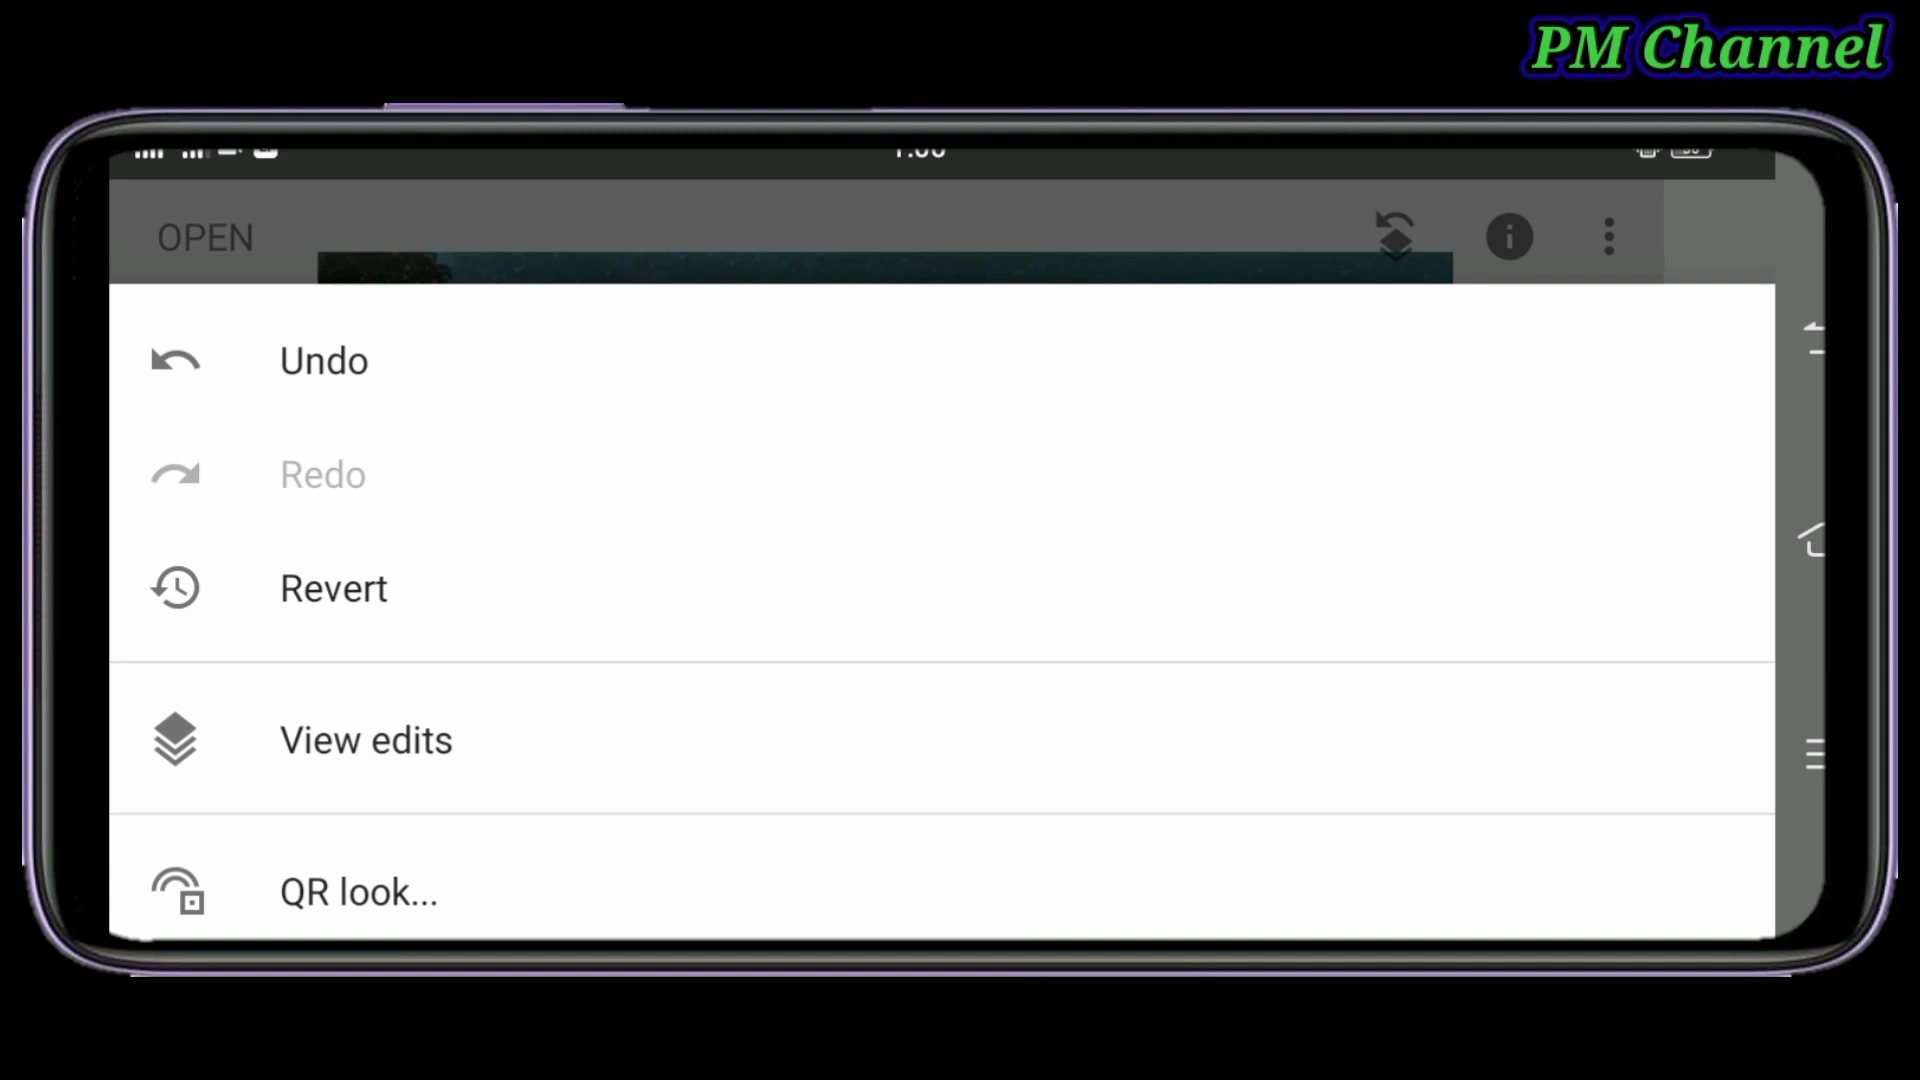 PM Channel
OPEN
Undo
Redo
Revert
View edits
QR look...